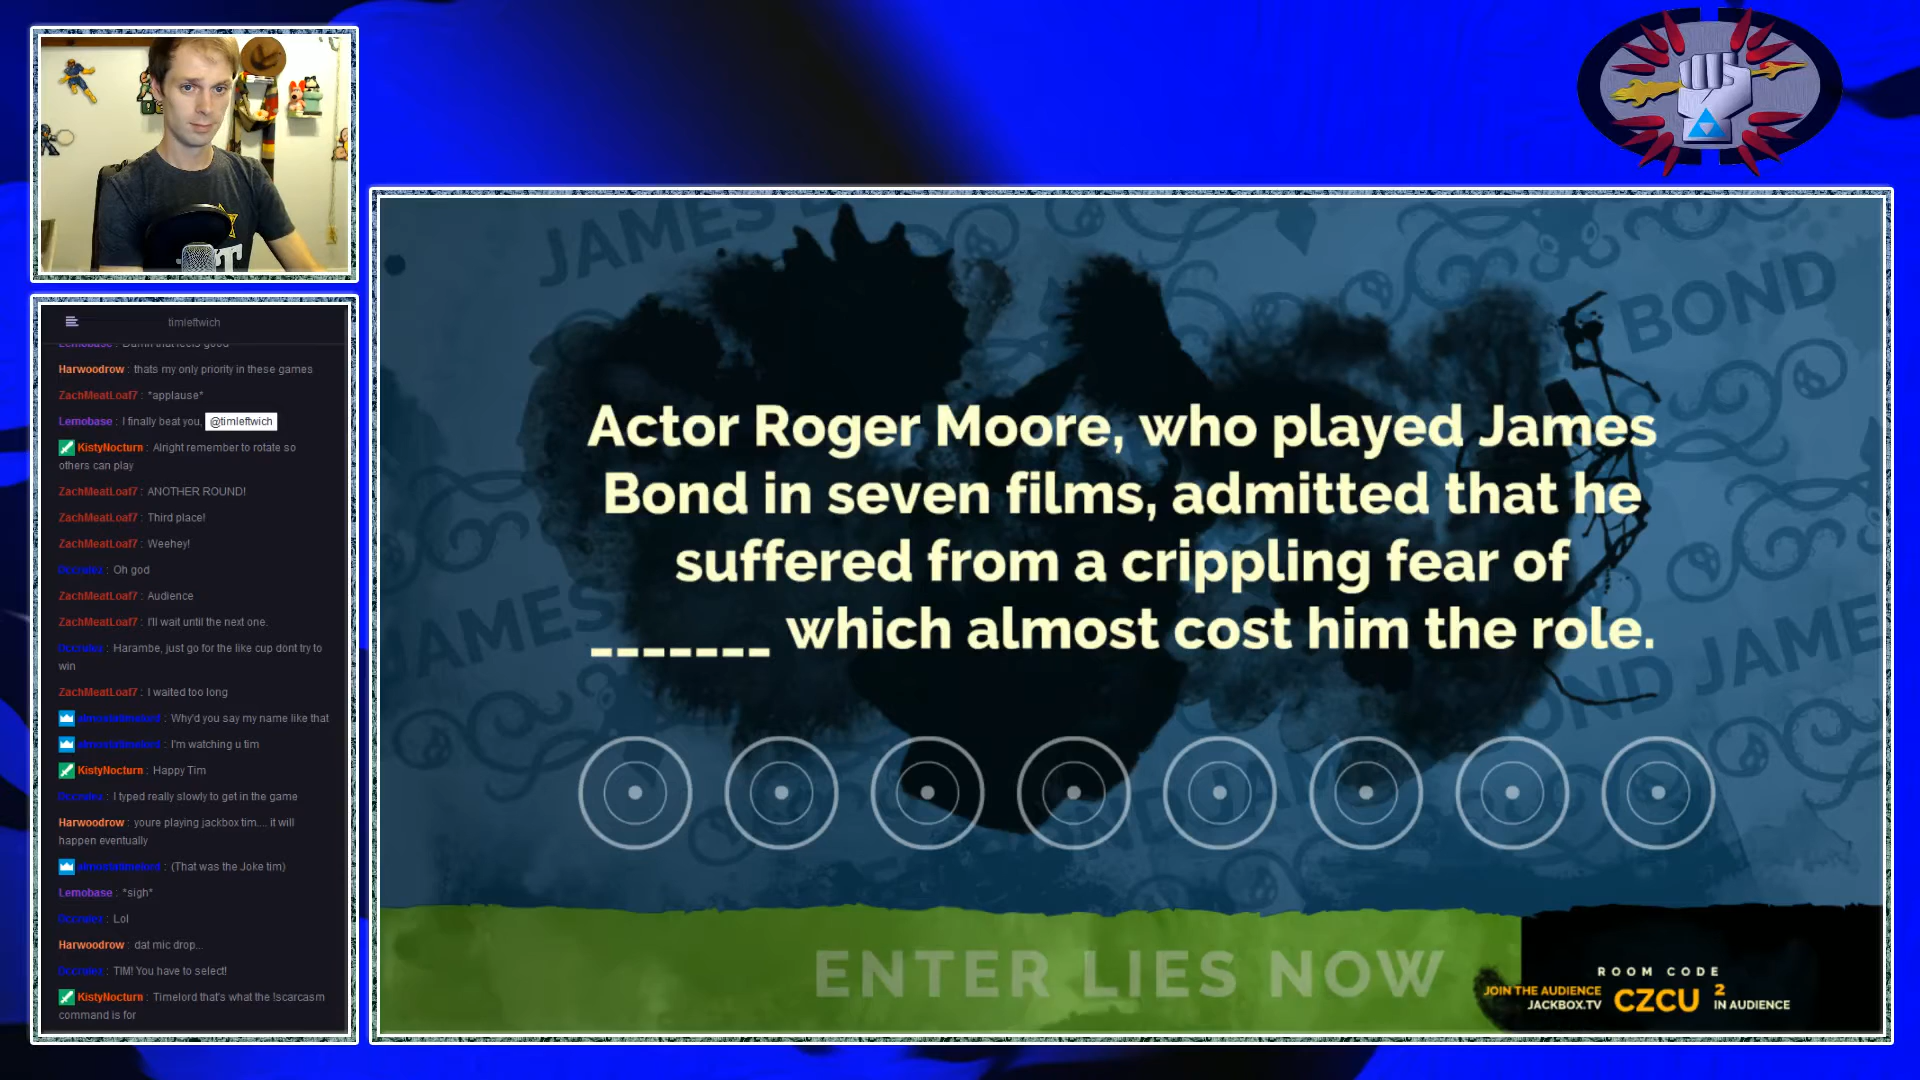 timleftwich
Lemobase : Damn that feels good
Harwoodrow : thats my only priority in these games
ZachMeatLoaf7 : *applause*
Lemobase : I finally beat you, @timleftwich
KistyNocturn : Alright remember to rotate so
others can play
ZachMeatLoaf7 : ANOTHER ROUND!
ZachMeatLoaf7 : Third place!
ZachMeatLoaf7 : Weehey!
: Oh god
ZachMeatLoaf7 : Audience
ZachMeatLoaf7 : I'll wait until the next one.
: Harambe, just go for the like cup dont try to
win
ZachMeatLoaf7 : I waited too long
: Why'd you say my name like that
: I'm watching u tim
KistyNocturn : Happy Tim
: I typed really slowly to get in the game
Harwoodrow : youre playing jackbox tim.... it will
happen eventually
: (That was the Joke tim)
Lemobase : *sigh*
: Lol
Harwoodrow : dat mic drop...
: TIM! You have to select!
KistyNocturn : Timelord that's what the !scarcasm
command is for
JAMES
BOND
Actor Roger Moore, who played James
Bond in seven films, admitted that he
suffered from a crippling fear of
_______ which almost cost him the role.
JAMES
BOND JAMES
ENTER LIES NOW
ROOM CODE
JOIN THE AUDIENCE
JACKBOX.TV
CZCU
2
IN AUDIENCE